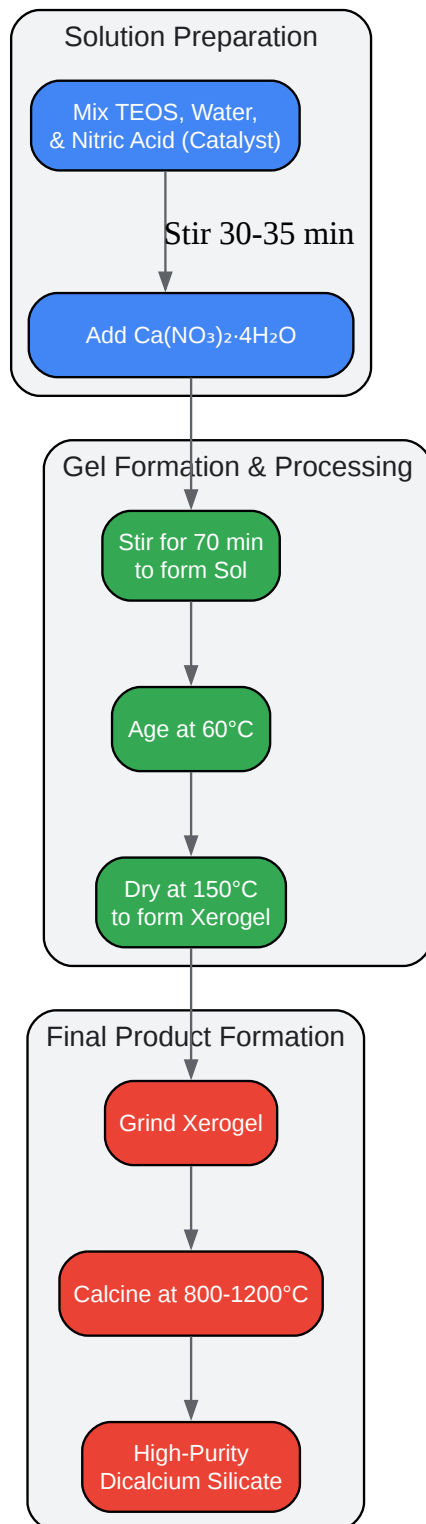 Solution Preparation
Mix TEOS, Water,
& Nitric Acid (Catalyst)
Stir 30-35 min
Add Ca(NO₃)₂·4H₂O
Gel Formation & Processing
Stir for 70 min
to form Sol
Age at 60°C
Dry at 150°C
to form Xerogel
Final Product Formation
Grind Xerogel
Calcine at 800-1200°C
High-Purity
Dicalcium Silicate